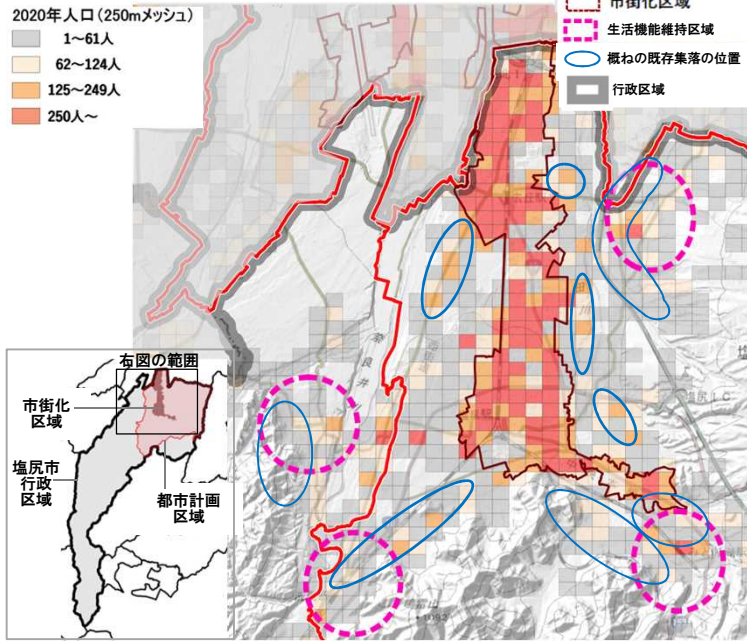 2020年人口(250mメッシュ)
1～61人
62～124人
125～249人
250人～
市街化区域
生活機能維持区域
概ねの既存集落の位置
行政区域
奈良井川
田川
塩尻IC
右図の範囲
市街化
区域
塩尻市
行政
区域
都市計画
区域